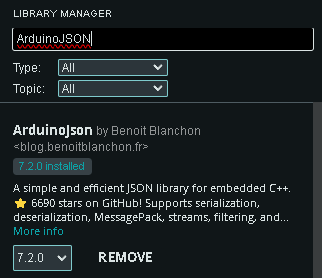 LIBRARY MANAGER
ArduinoJSON
Type: All
Topic: All
ArduinoJson by Benoit Blanchon
<blog.benoitblanchon.fr>
7.2.0 installed
A simple and efficient JSON library for embedded C++.
⭐ 6690 stars on GitHub! Supports serialization,
deserialization, MessagePack, streams, filtering, and...
More info
7.2.0 REMOVE